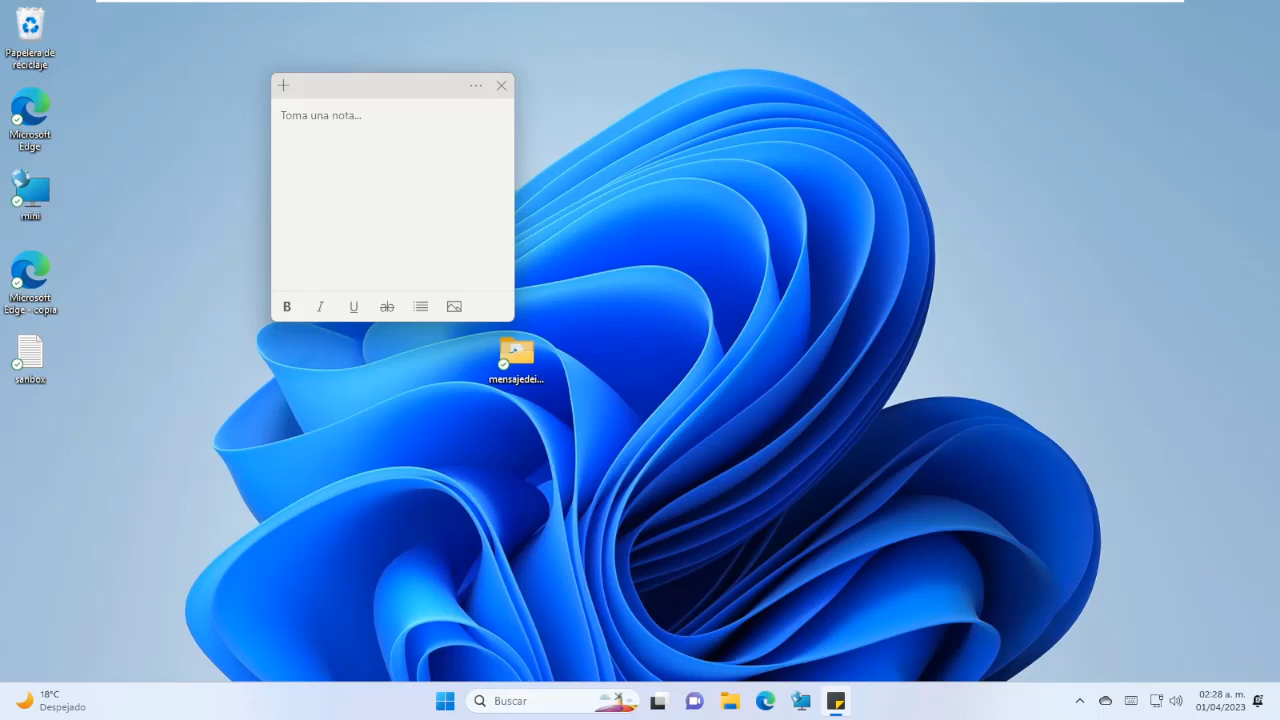 Papelera de
reciclaje
Microsoft
Edge
mini
Microsoft
Edge - copia
sanbox
Toma una nota...
B I U ab
mensajedei...
18°C
Despejado
Buscar
02:28 a. m.
01/04/2023